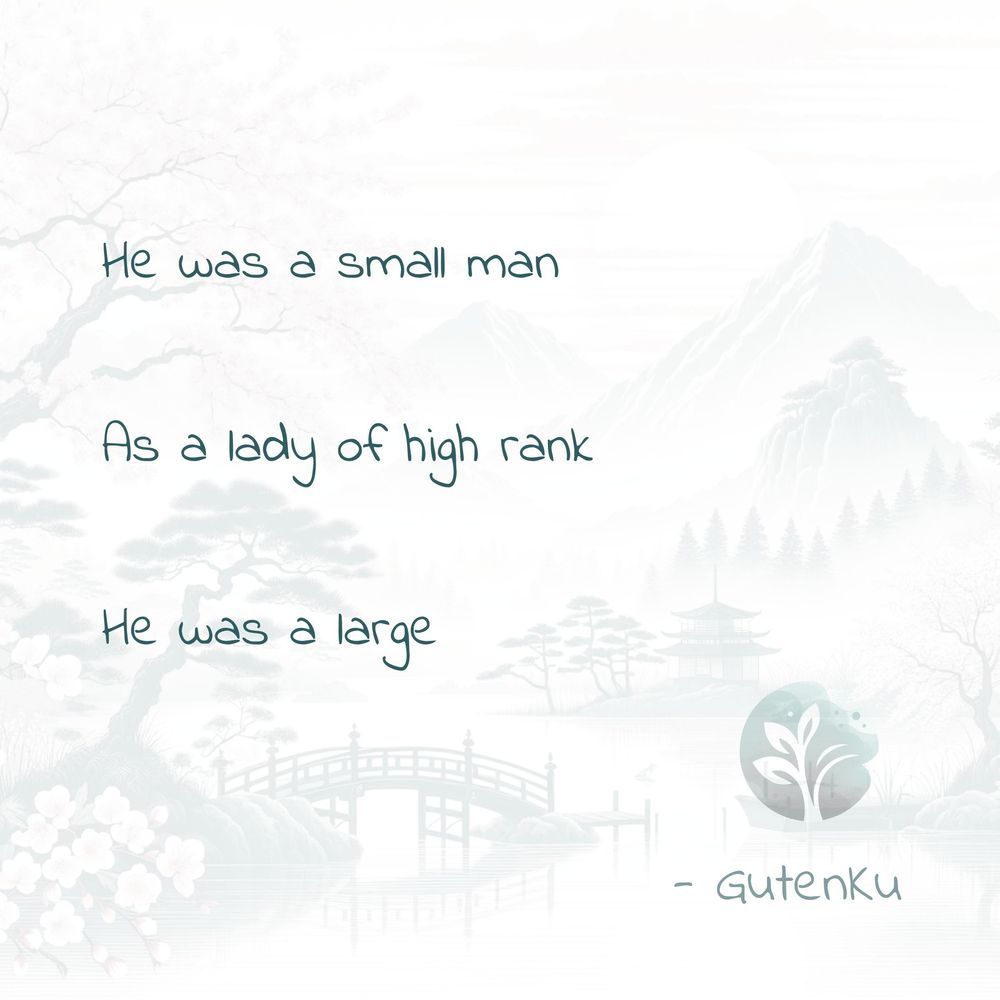 He was a small man
As a lady of high rank
He was a large
- GutenKu